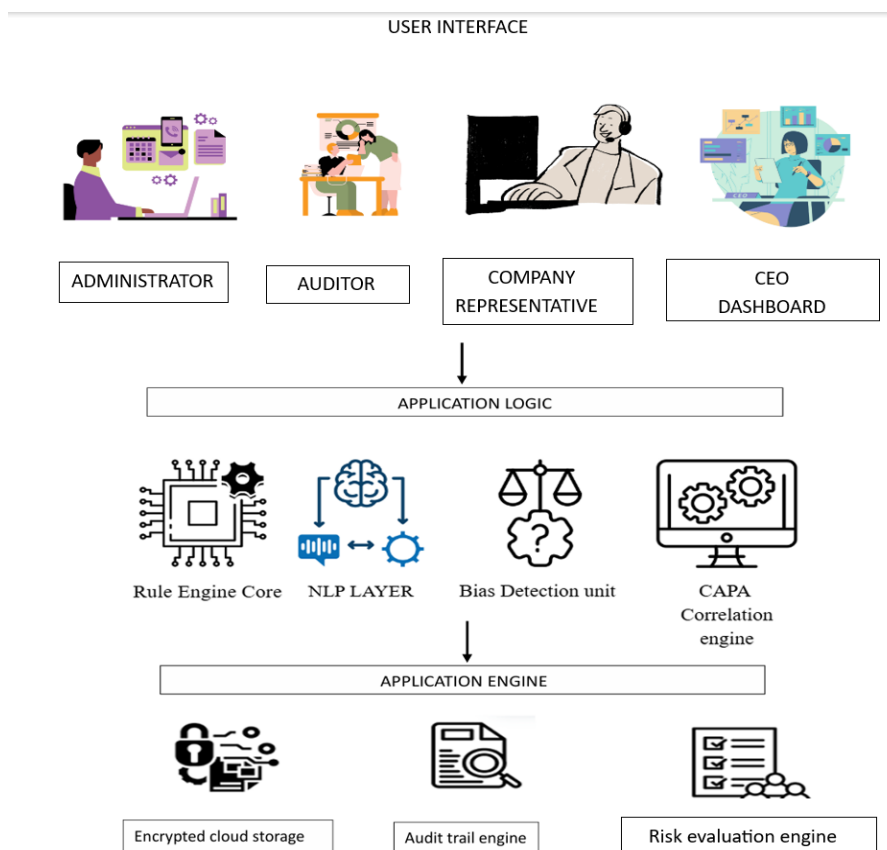 USER INTERFACE
CEO
ADMINISTRATOR
AUDITOR
COMPANY
REPRESENTATIVE
CEO
DASHBOARD
APPLICATION LOGIC
?
Rule Engine Core
NLP LAYER
Bias Detection unit
CAPA
Correlation
engine
APPLICATION ENGINE
Encrypted cloud storage
Audit trail engine
Risk evaluation engine